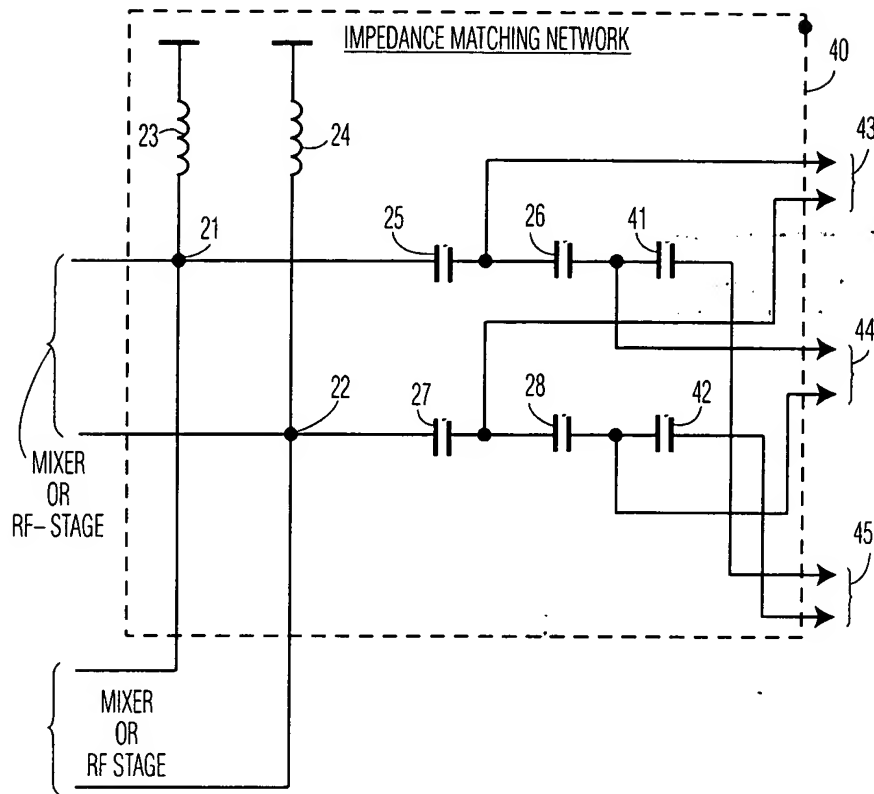 IMPEDANCE MATCHING NETWORK
40
23
24
43
21
25
26
41
44
22
27
28
42
MIXER
OR
RF-STAGE
45
MIXER
OR
RF STAGE